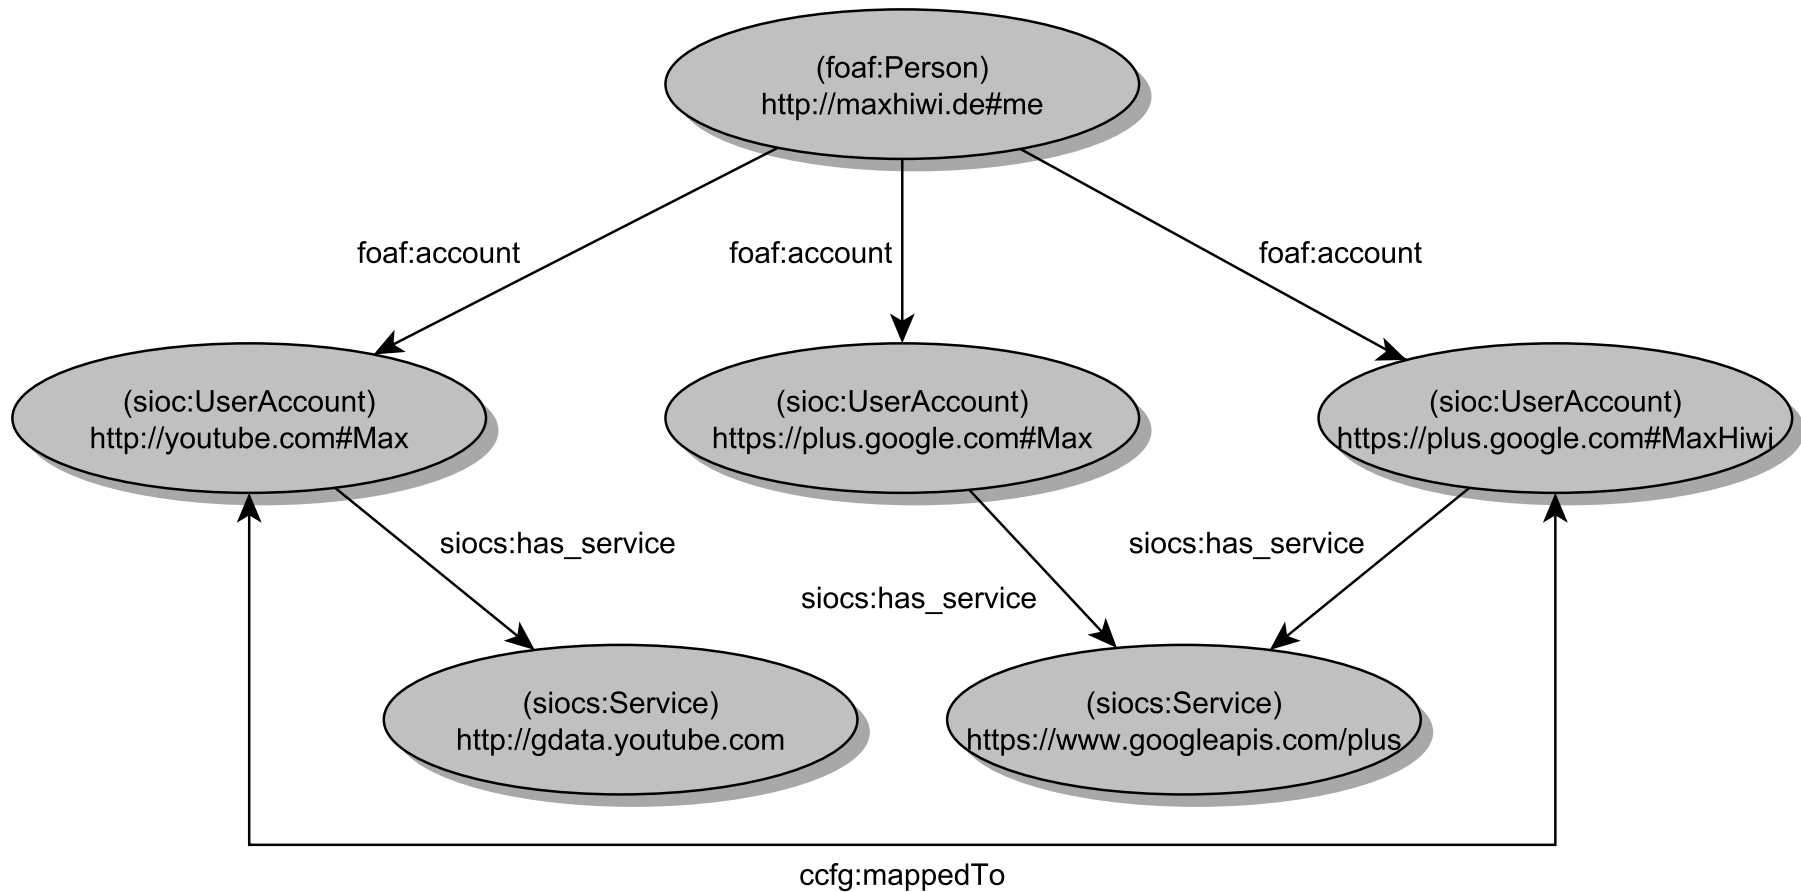 (foaf:Person)
http://maxhiwi.de#me
foaf:account
foaf:account
foaf:account
(sioc:UserAccount)
http://youtube.com#Max
(sioc:UserAccount)
https://plus.google.com#Max
(sioc:UserAccount)
https://plus.google.com#MaxHiwi
siocs:has_service
siocs:has_service
siocs:has_service
(siocs:Service)
http://gdata.youtube.com
(siocs:Service)
https://www.googleapis.com/plus
ccfg:mappedTo